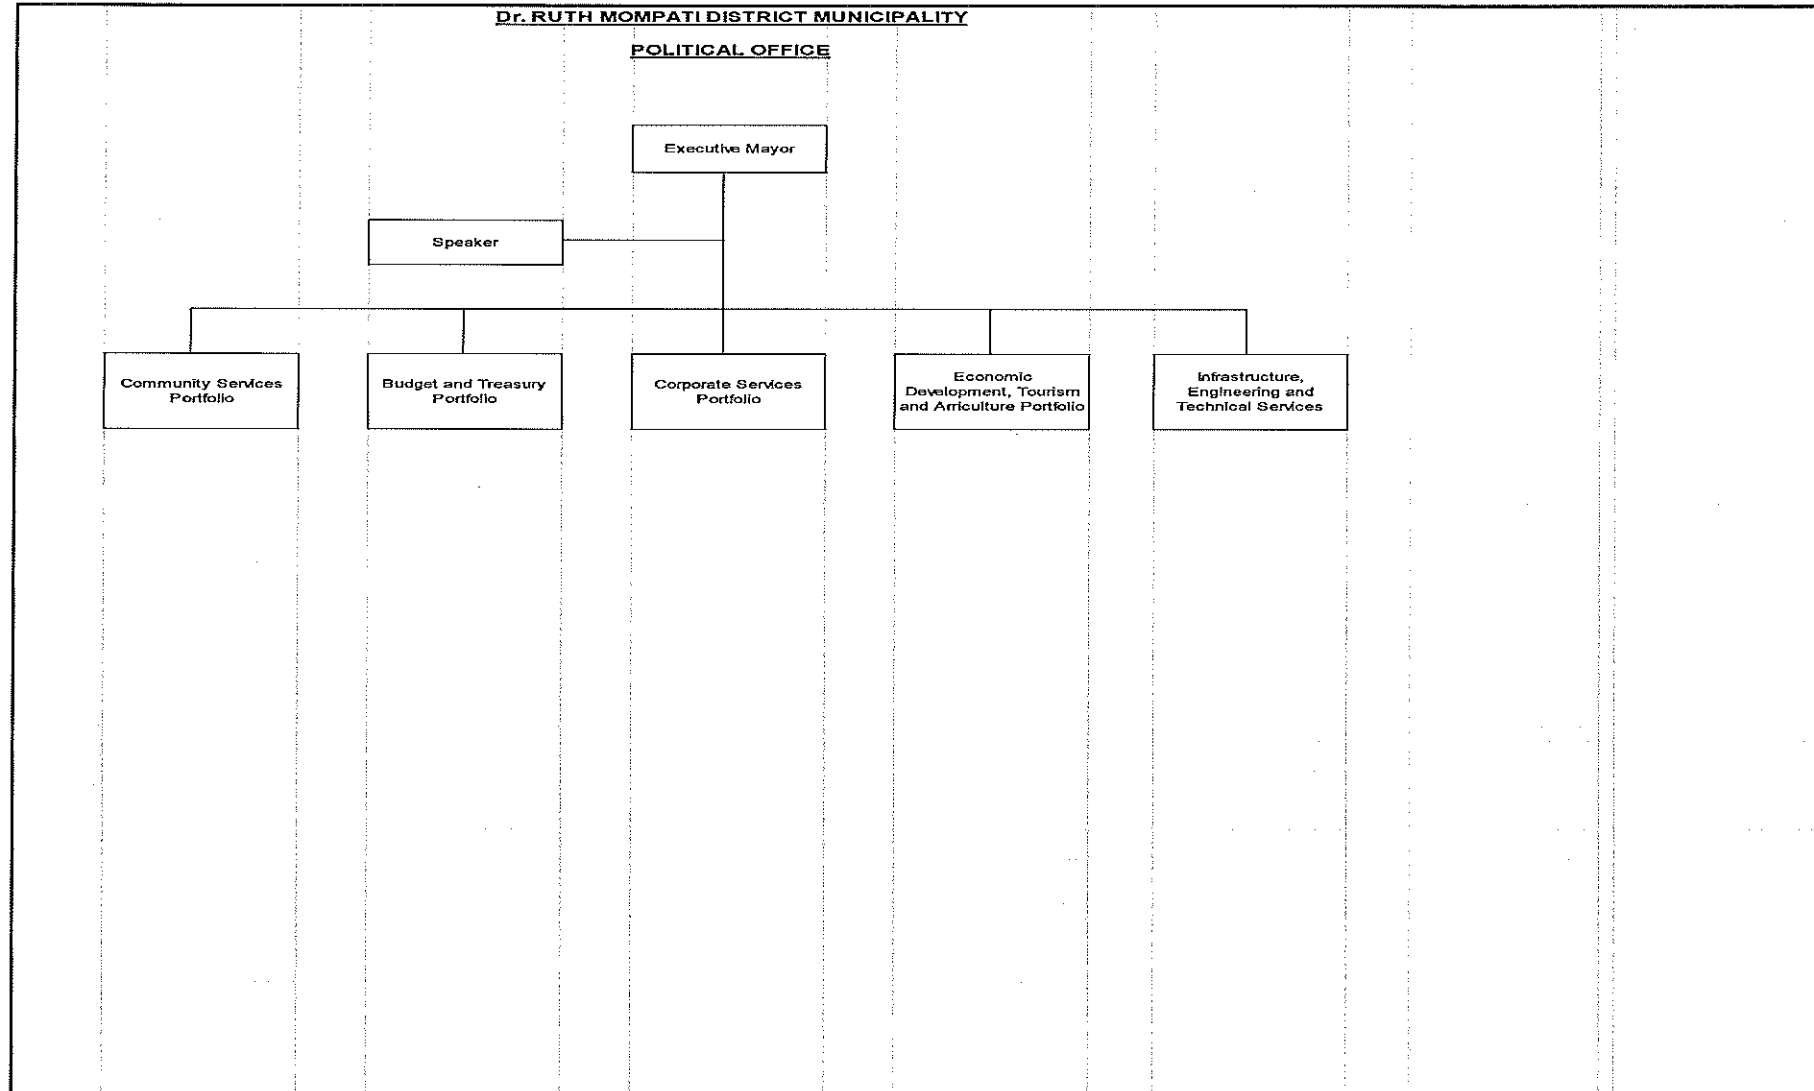 Dr. RUTH MOMPATI DISTRICT MUNICIPALITY
POLITICAL OFFICE
Executive Mayor
Speaker
Community Services
Portfolio
Budget and Treasury
Portfolio
Corporate Services
Portfolio
Economic
Development, Tourism
and Arriculture Portfolio
Infrastructure,
Engineering and
Technical Services